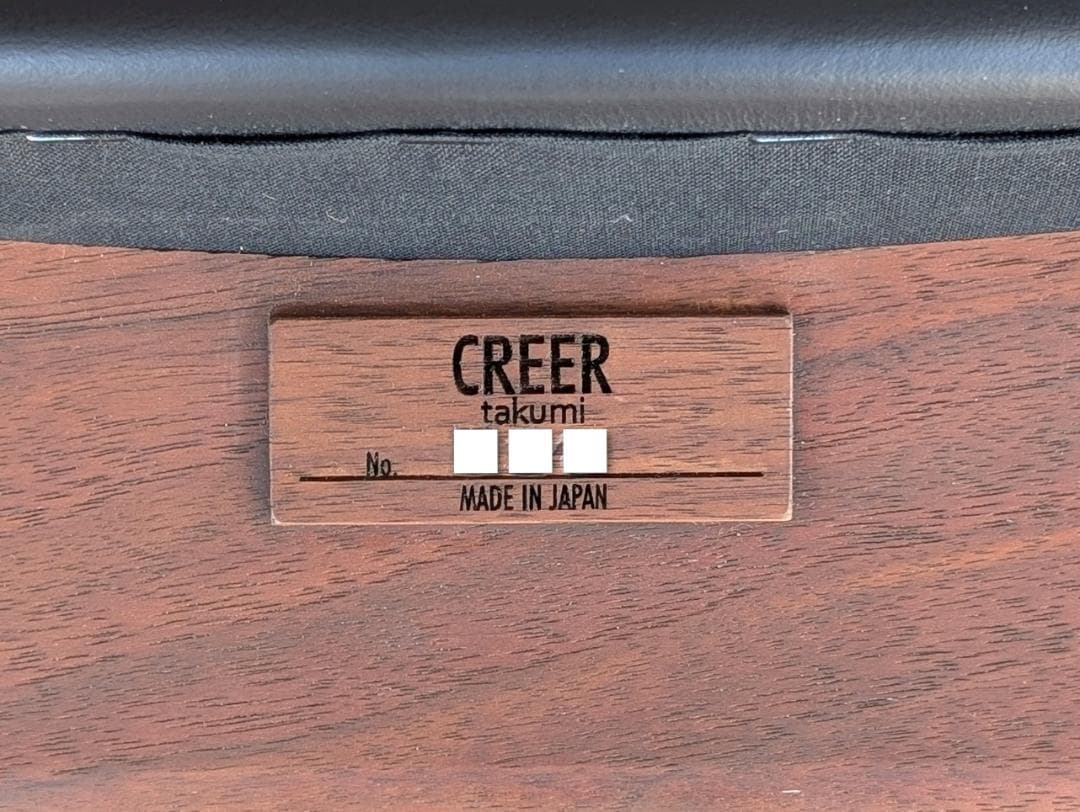 CREER
takumi
No.
MADE IN JAPAN